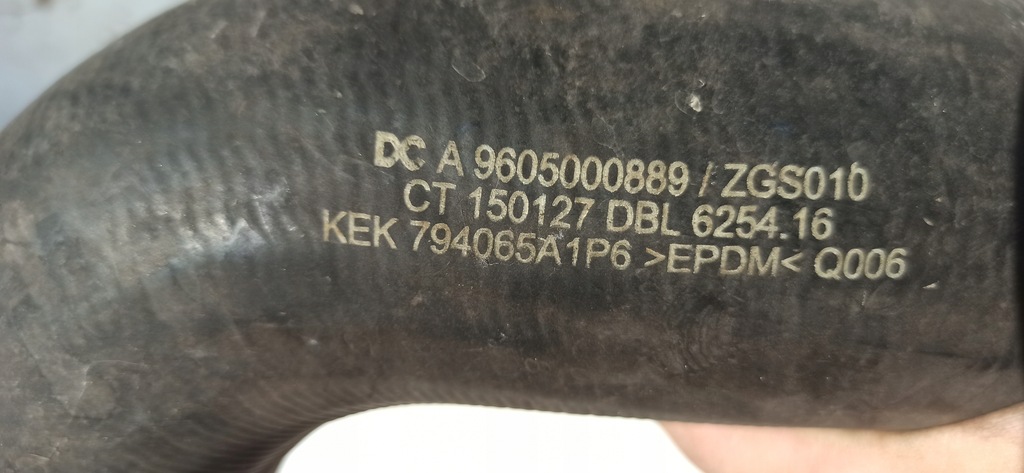 DC A 9605000889 / ZGS010
CT 150127 DBL 6254.16
KEK 794065A1P6 >EPDM< Q006